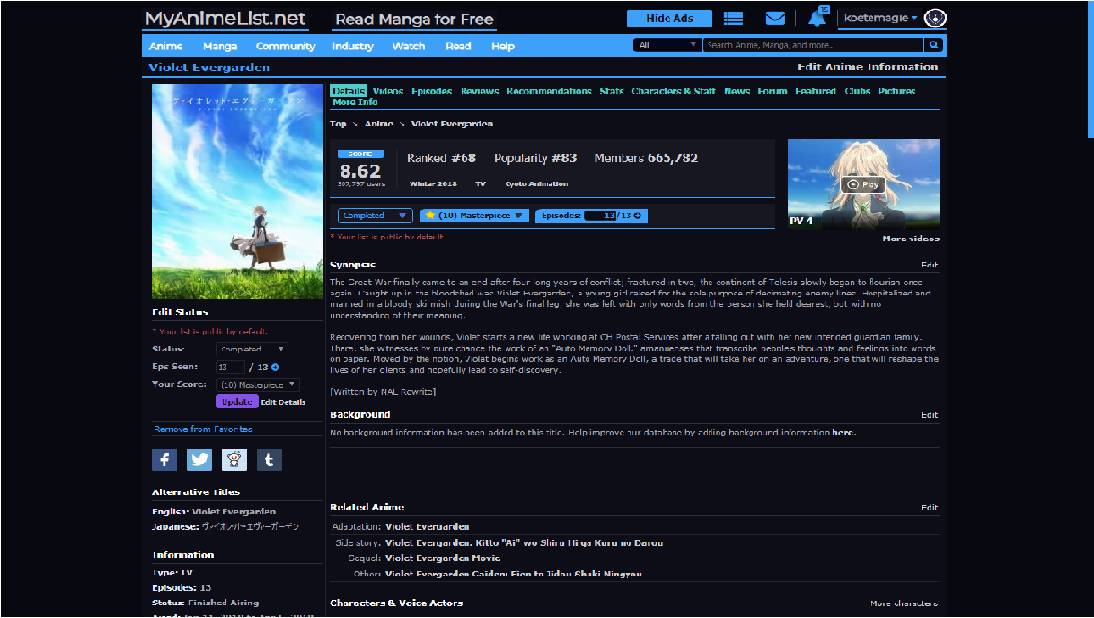 MyAnimeList.net
Read Manga for Free
Hide Ads
koetemagie
Anime Manga Community Industry Watch Read Help
All
Search Anime, Manga, and more...
Violet Evergarden
Edit Anime Information
ヴァイオレット・エヴァーガーデン
Details Videos Episodes Reviews Recommendations Stats Characters & Staff News Forum Featured Clubs Pictures
More Info
Top > Anime > Violet Evergarden
SCORE
8.62
Ranked #68 Popularity #83 Members 665,782
users
Winter 2018 TV Kyoto Animation
Play
PV 4
Completed
(10) Masterpiece
Episodes: 13/13
* Your list is public by default.
More videos
Synopsis
Edit
The Great War finally came to an end after four long years of conflict; fractured in two, the continent of Telesis slowly began to flourish once
again. Caught up in the bloodshed was Violet Evergarden, a young girl raised for the sole purpose of decimating enemy lines. Hospitalized and
maimed in a bloody skirmish during the War's final leg, she was left with only words from the person she held dearest, but with no
understanding of their meaning.
Recovering from her wounds, Violet starts a new life working at CH Postal Services after a falling out with her new intended guardian family.
There, she witnesses by pure chance the work of an "Auto Memory Doll," amanuenses that transcribe people's thoughts and feelings into words
on paper. Moved by the notion, Violet begins work as an Auto Memory Doll, a trade that will take her on an adventure, one that will reshape the
lives of her clients and hopefully lead to self-discovery.
[Written by MAL Rewrite]
Background
Edit
No background information has been added to this title. Help improve our database by adding background information here.
Related Anime
Edit
Adaptation: Violet Evergarden
Side story: Violet Evergarden: Kitto "Ai" wo Shiru Hi ga Kuru no Darou
Sequel: Violet Evergarden Movie
Other: Violet Evergarden Gaiden: Eien to Jidou Shuki Ningyou
Characters & Voice Actors
More characters
Edit Status
* Your list is public by default.
Status: Completed
Eps Seen: 13 / 13
Your Score: (10) Masterpiece
Update Edit Details
Remove from Favorites
Alternative Titles
English: Violet Evergarden
Japanese: ヴァイオレット・エヴァーガーデン
Information
Type: TV
Episodes: 13
Status: Finished Airing